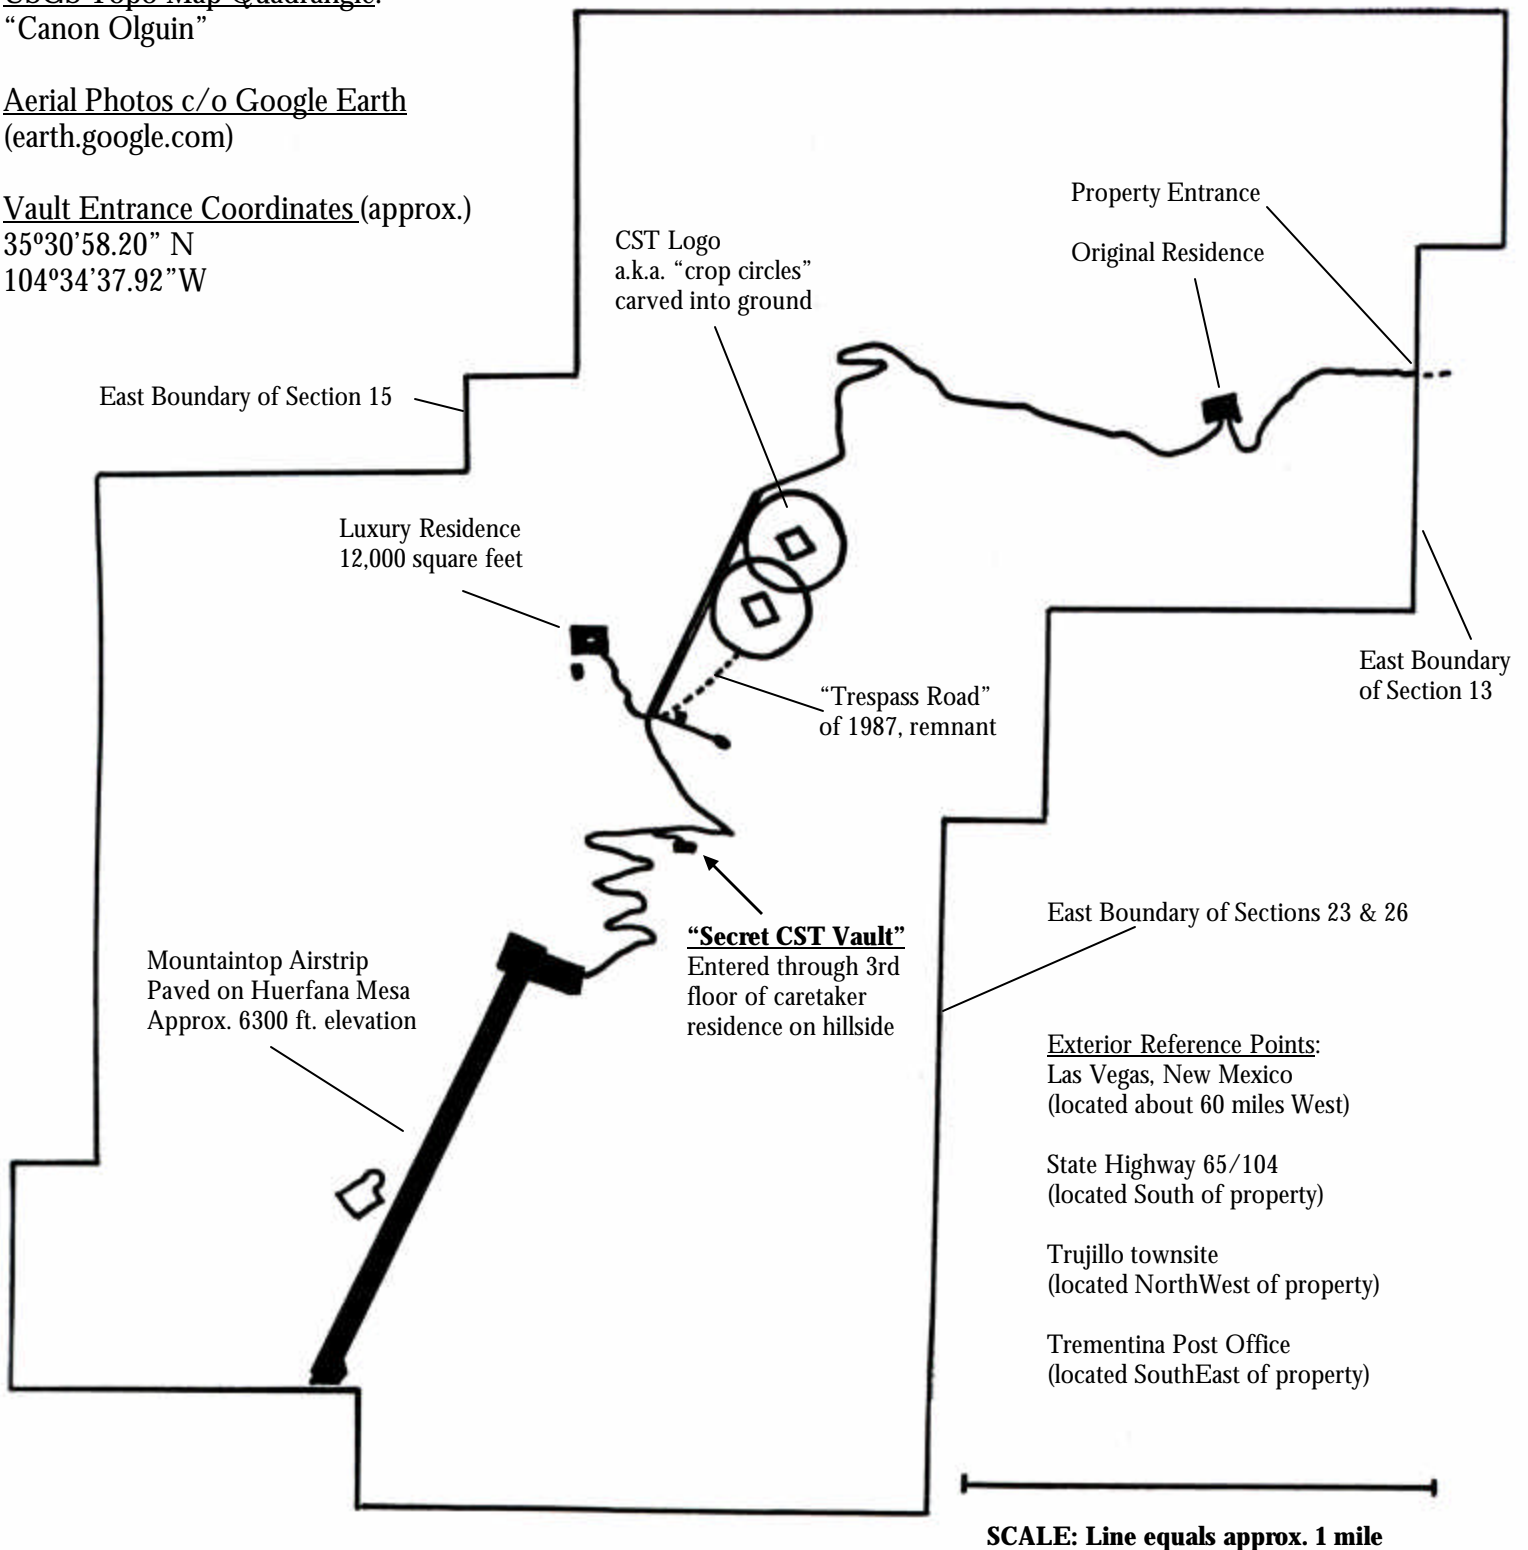 USGS Topo Map Quadrangle:
“Canon Olguin”
Aerial Photos c/o Google Earth
(earth.google.com)
Vault Entrance Coordinates (approx.)
35º30’58.20” N
104º34’37.92”W
Property Entrance
Original Residence
CST Logo
a.k.a. “crop circles”
carved into ground
East Boundary of Section 15
Luxury Residence
12,000 square feet
East Boundary
of Section 13
“Trespass Road”
of 1987, remnant
East Boundary of Sections 23 & 26
“Secret CST Vault”
Entered through 3rd
floor of caretaker
residence on hillside
Mountaintop Airstrip
Paved on Huerfana Mesa
Approx. 6300 ft. elevation
Exterior Reference Points:
Las Vegas, New Mexico
(located about 60 miles West)
State Highway 65/104
(located South of property)
Trujillo townsite
(located NorthWest of property)
Trementina Post Office
(located SouthEast of property)
SCALE: Line equals approx. 1 mile